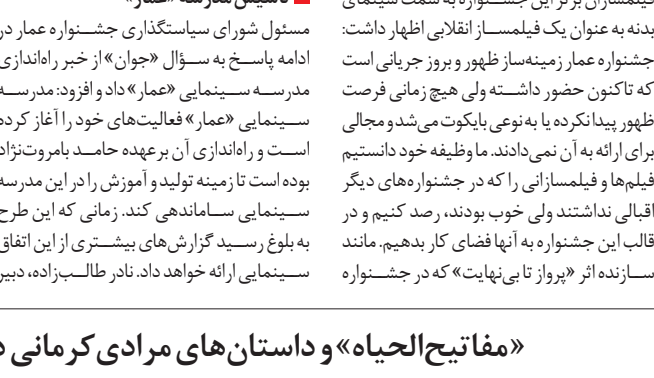 فیلمسازان برتر این جشنواره به سمت سینمای
بدنه به عنوان یک فیلمساز انقلابی اظهار داشت:
جشنواره عمار زمینه‌ساز ظهور و بروز جریانی است
که تاکنون حضور داشته ولی هیچ زمانی فرصت
ظهور پیدا نکرده یا به نوعی بایکوت می‌شد و مجالی
برای ارائه به آن نمی‌دادند. ما وظیفه خود دانستیم
فیلم‌ها و فیلمسازانی را که در جشنواره‌های دیگر
اقبالی نداشتند ولی خوب بودند، رصد کنیم و در
قالب این جشنواره به آنها فضای کار بدهیم. مانند
سازنده اثر «پرواز تا بی‌نهایت» که در جشنواره
تأسیس مدرسه «عمار»
مسئول شورای سیاستگذاری جشنواره عمار در
ادامه پاسخ به سؤال «جوان» از خبر راه‌اندازی
مدرسه سینمایی «عمار» داد و افزود: مدرسه
سینمایی «عمار» فعالیت‌های خود را آغاز کرده
است و راه‌اندازی آن بر عهده حامد بامروت‌نژاد
بوده است تا زمینه تولید و آموزش را در این مدرسه
سینمایی ساماندهی کند. زمانی که این طرح
به بلوغ رسید گزارش‌های بیشتری از این اتفاق
سینمایی ارائه خواهد داد. نادر طالب‌زاده، دبیر
«مفاتیح‌الحیاه» و داستان‌های مرادی کرمانی د